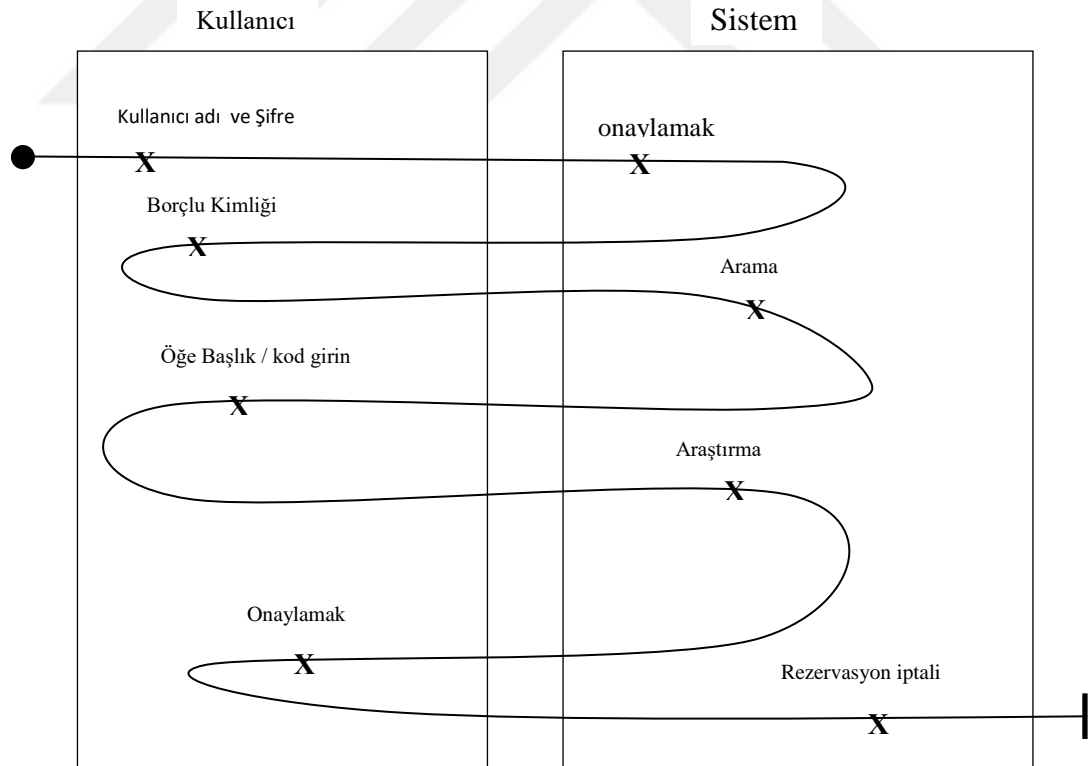 Kullanıcı
Sistem
Kullanıcı adı ve Şifre
onaylamak
X
X
Borçlu Kimliği
X
Arama
X
Öğe Başlık / kod girin
X
Araştırma
X
Onaylamak
X
Rezervasyon iptali
X